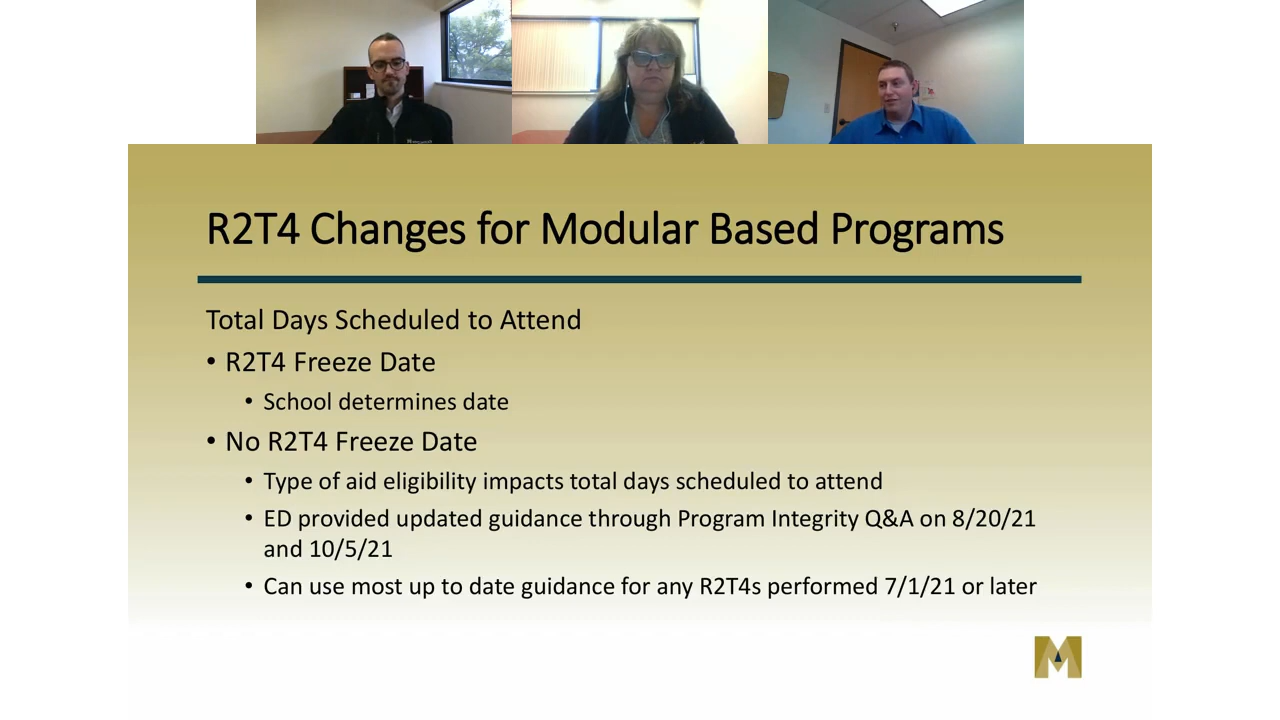 R2T4 Changes for Modular Based Programs
Total Days Scheduled to Attend
• R2T4 Freeze Date
• School determines date
• No R2T4 Freeze Date
• Type of aid eligibility impacts total days scheduled to attend
• ED provided updated guidance through Program Integrity Q&A on 8/20/21
and 10/5/21
• Can use most up to date guidance for any R2T4s performed 7/1/21 or later
M